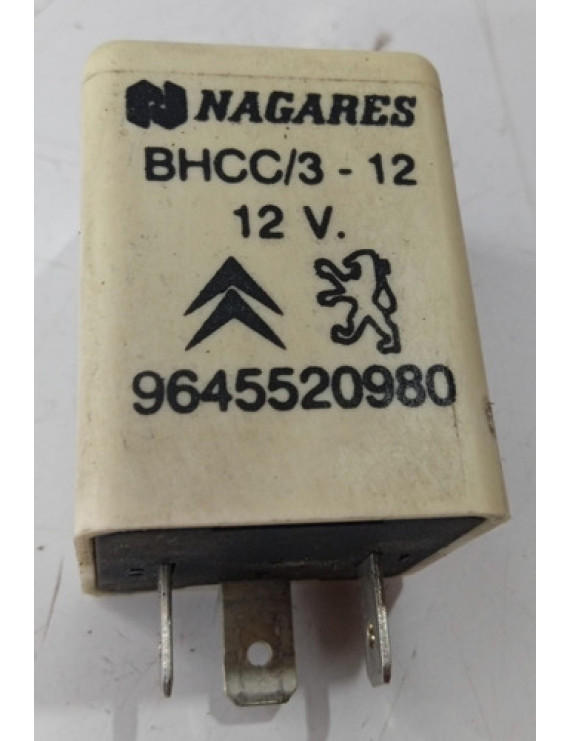 NAGARES
BHCC/3 - 12
12 V.
9645520980